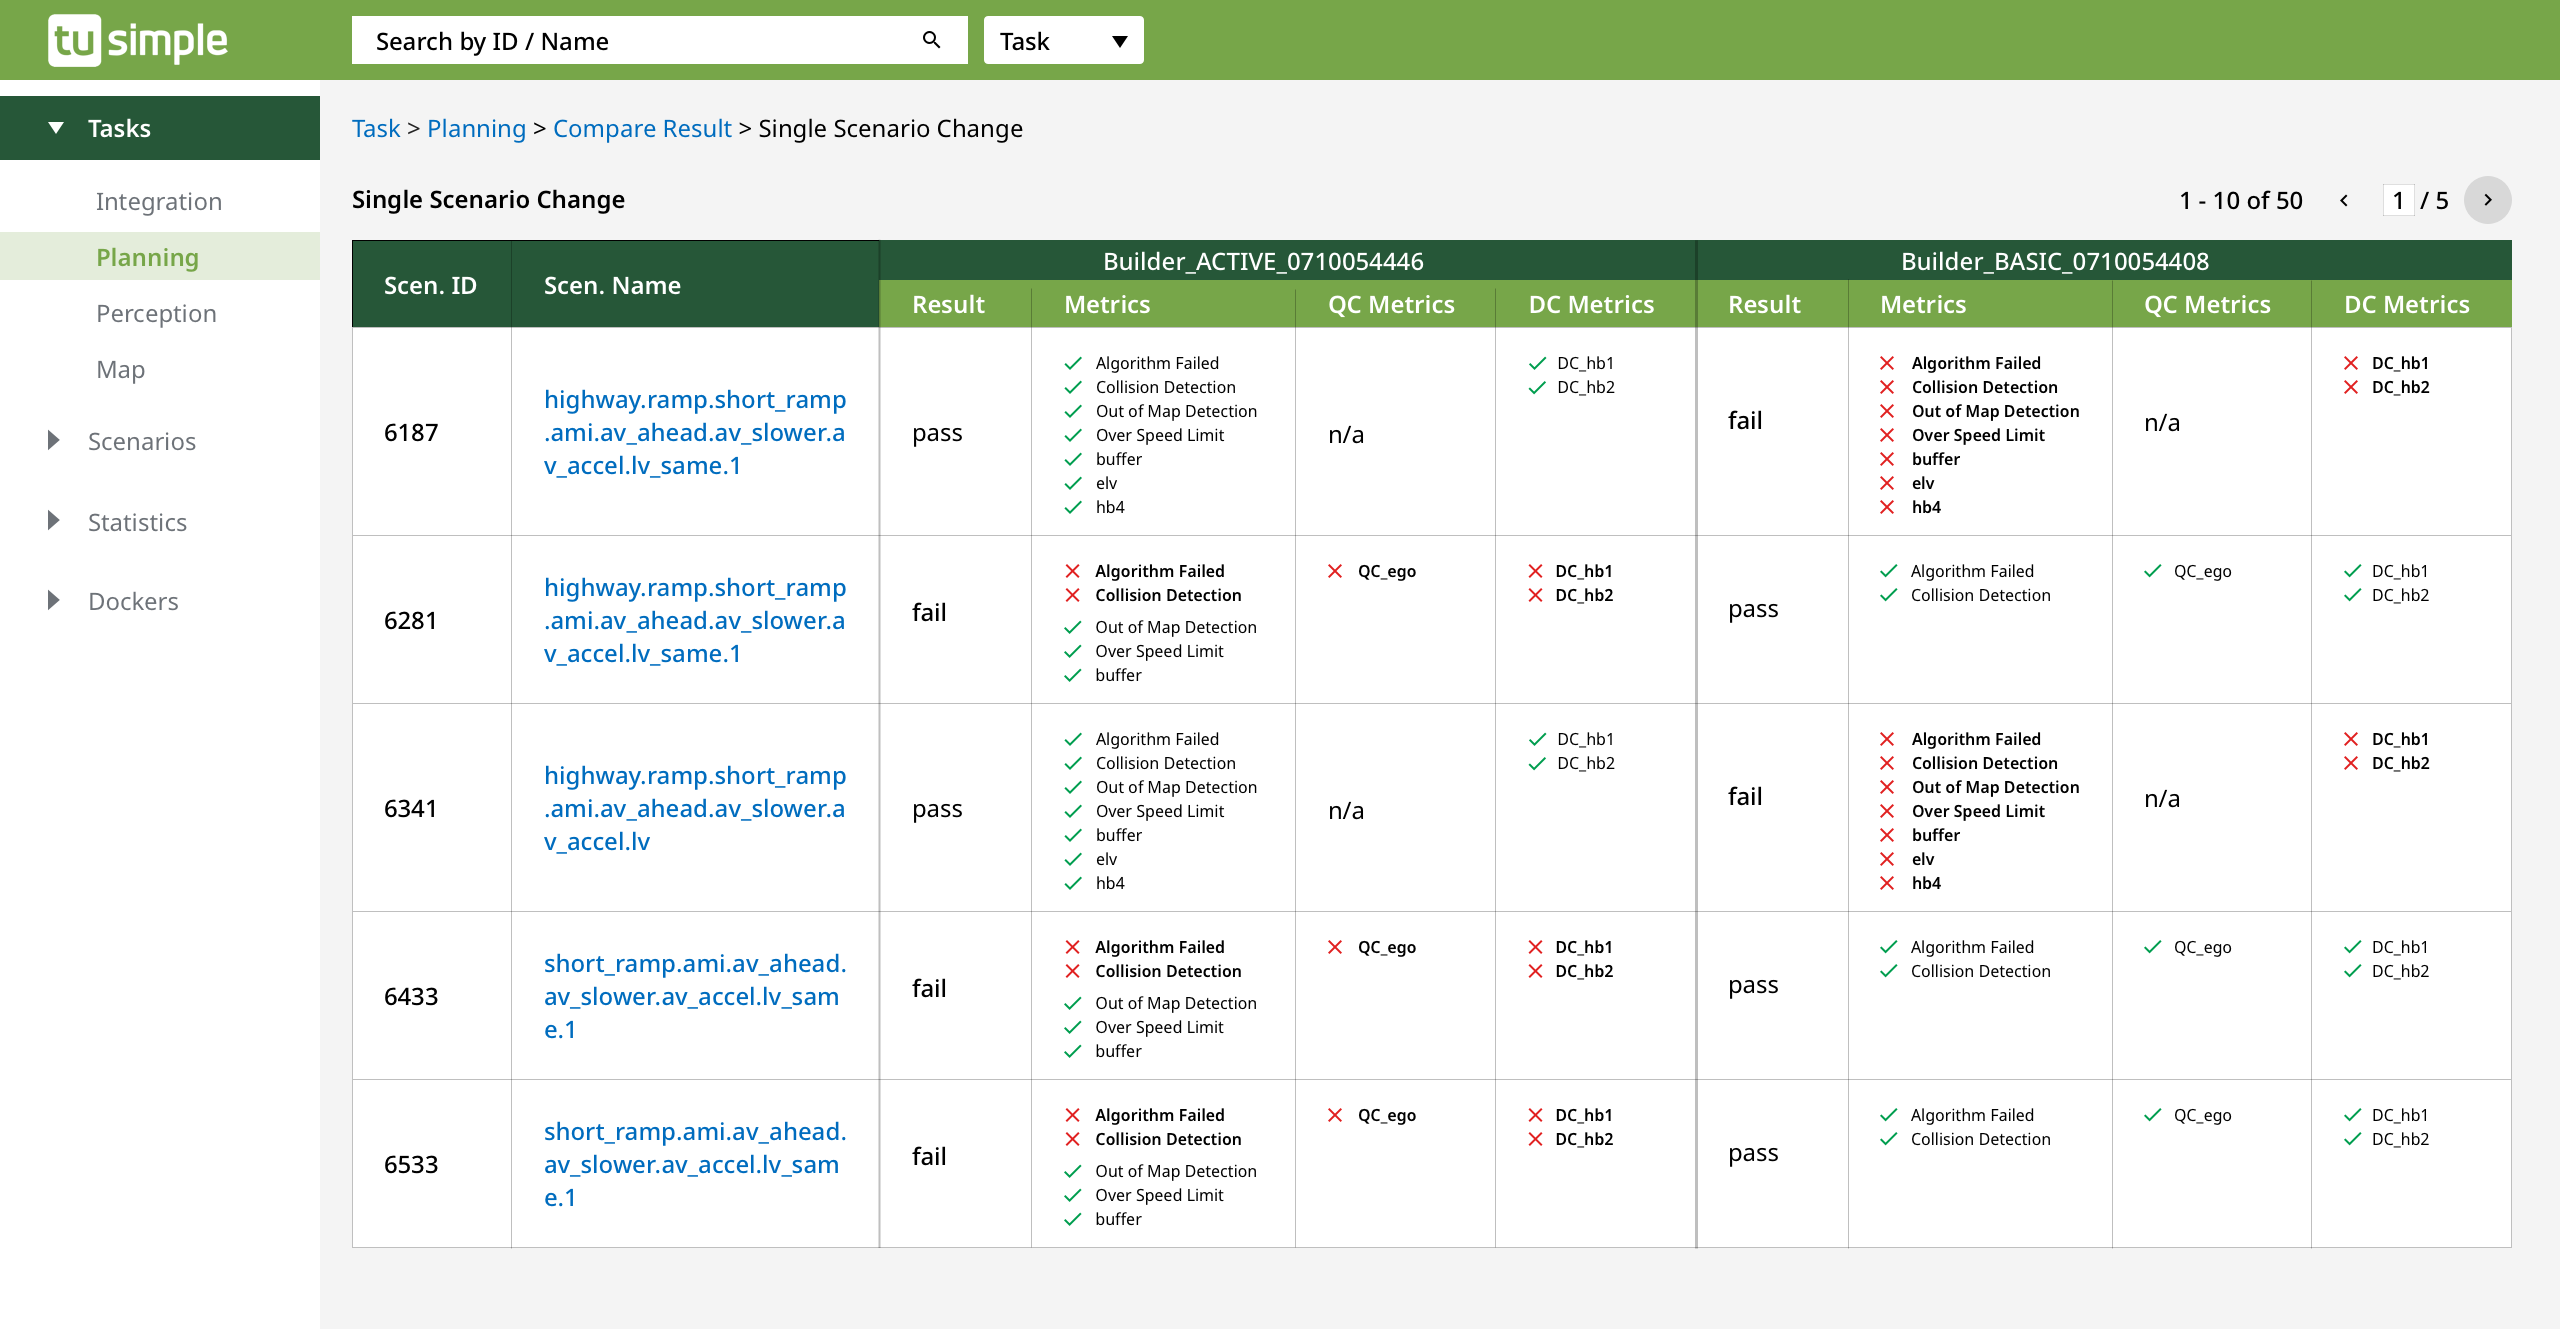 tu simple
Search by ID / Name
Task
Tasks
Integration
Planning
Perception
Map
Scenarios
Statistics
Dockers
Task > Planning > Compare Result > Single Scenario Change
Single Scenario Change
1 - 10 of 50
1 / 5
Scen. ID
Scen. Name
Builder_ACTIVE_0710054446
Builder_BASIC_0710054408
Result
Metrics
QC Metrics
DC Metrics
Result
Metrics
QC Metrics
DC Metrics
6187
highway.ramp.short_ramp
.ami.av_ahead.av_slower.a
v_accel.lv_same.1
pass
Algorithm Failed
Collision Detection
Out of Map Detection
Over Speed Limit
buffer
elv
hb4
n/a
DC_hb1
DC_hb2
fail
Algorithm Failed
Collision Detection
Out of Map Detection
Over Speed Limit
buffer
elv
hb4
n/a
DC_hb1
DC_hb2
6281
highway.ramp.short_ramp
.ami.av_ahead.av_slower.a
v_accel.lv_same.1
fail
Algorithm Failed
Collision Detection
Out of Map Detection
Over Speed Limit
buffer
QC_ego
DC_hb1
DC_hb2
pass
Algorithm Failed
Collision Detection
QC_ego
DC_hb1
DC_hb2
6341
highway.ramp.short_ramp
.ami.av_ahead.av_slower.a
v_accel.lv
pass
Algorithm Failed
Collision Detection
Out of Map Detection
Over Speed Limit
buffer
elv
hb4
n/a
DC_hb1
DC_hb2
fail
Algorithm Failed
Collision Detection
Out of Map Detection
Over Speed Limit
buffer
elv
hb4
n/a
DC_hb1
DC_hb2
6433
short_ramp.ami.av_ahead.
av_slower.av_accel.lv_sam
e.1
fail
Algorithm Failed
Collision Detection
Out of Map Detection
Over Speed Limit
buffer
QC_ego
DC_hb1
DC_hb2
pass
Algorithm Failed
Collision Detection
QC_ego
DC_hb1
DC_hb2
6533
short_ramp.ami.av_ahead.
av_slower.av_accel.lv_sam
e.1
fail
Algorithm Failed
Collision Detection
Out of Map Detection
Over Speed Limit
buffer
QC_ego
DC_hb1
DC_hb2
pass
Algorithm Failed
Collision Detection
QC_ego
DC_hb1
DC_hb2